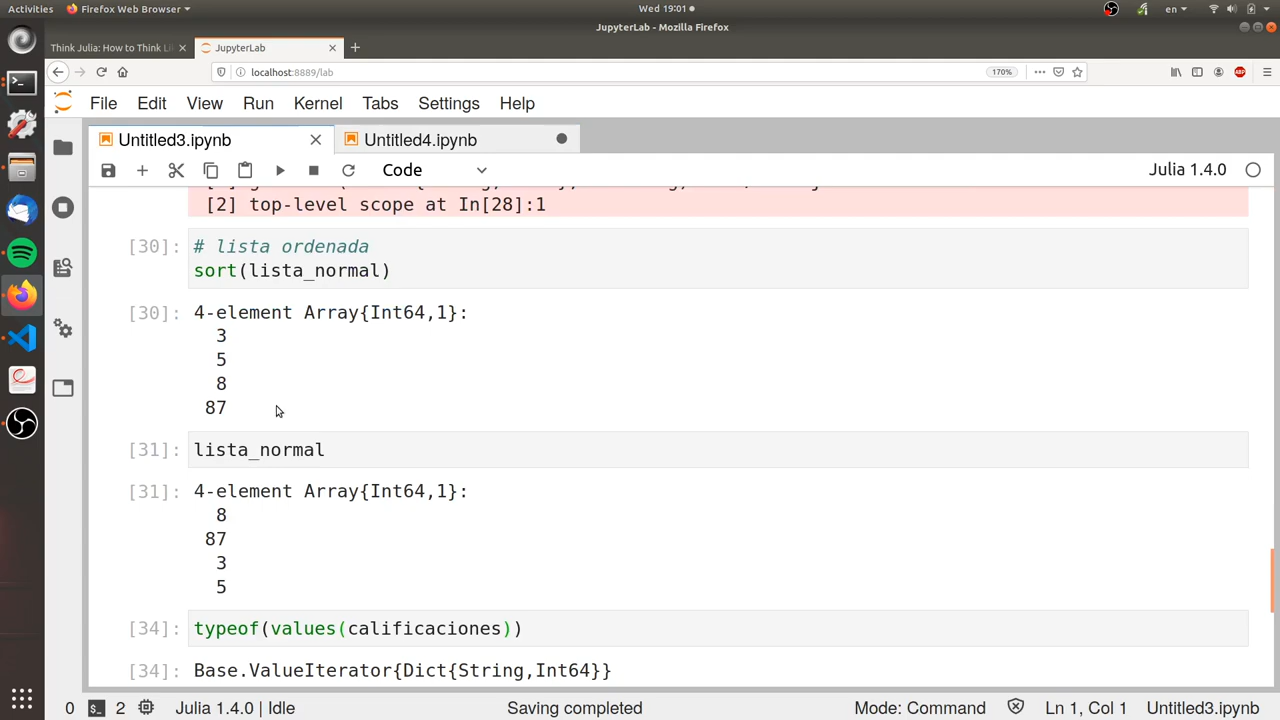 Activities Firefox Web Browser Wed 19:01 en
JupyterLab - Mozilla Firefox
Think Julia: How to Think Li JupyterLab
localhost:8889/lab 170% ABP
File Edit View Run Kernel Tabs Settings Help
Untitled3.ipynb Untitled4.ipynb
Code Julia 1.4.0
[2] top-level scope at In[28]:1
[30]: # lista ordenada
sort(lista_normal)
[30]: 4-element Array{Int64,1}:
3
5
8
87
[31]: lista_normal
[31]: 4-element Array{Int64,1}:
8
87
3
5
[34]: typeof(values(calificaciones))
[34]: Base.ValueIterator{Dict{String,Int64}}
0 2 Julia 1.4.0 | Idle Saving completed Mode: Command Ln 1, Col 1 Untitled3.ipynb